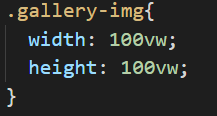 .gallery-img{
width: 100vw;
height: 100vw;
}